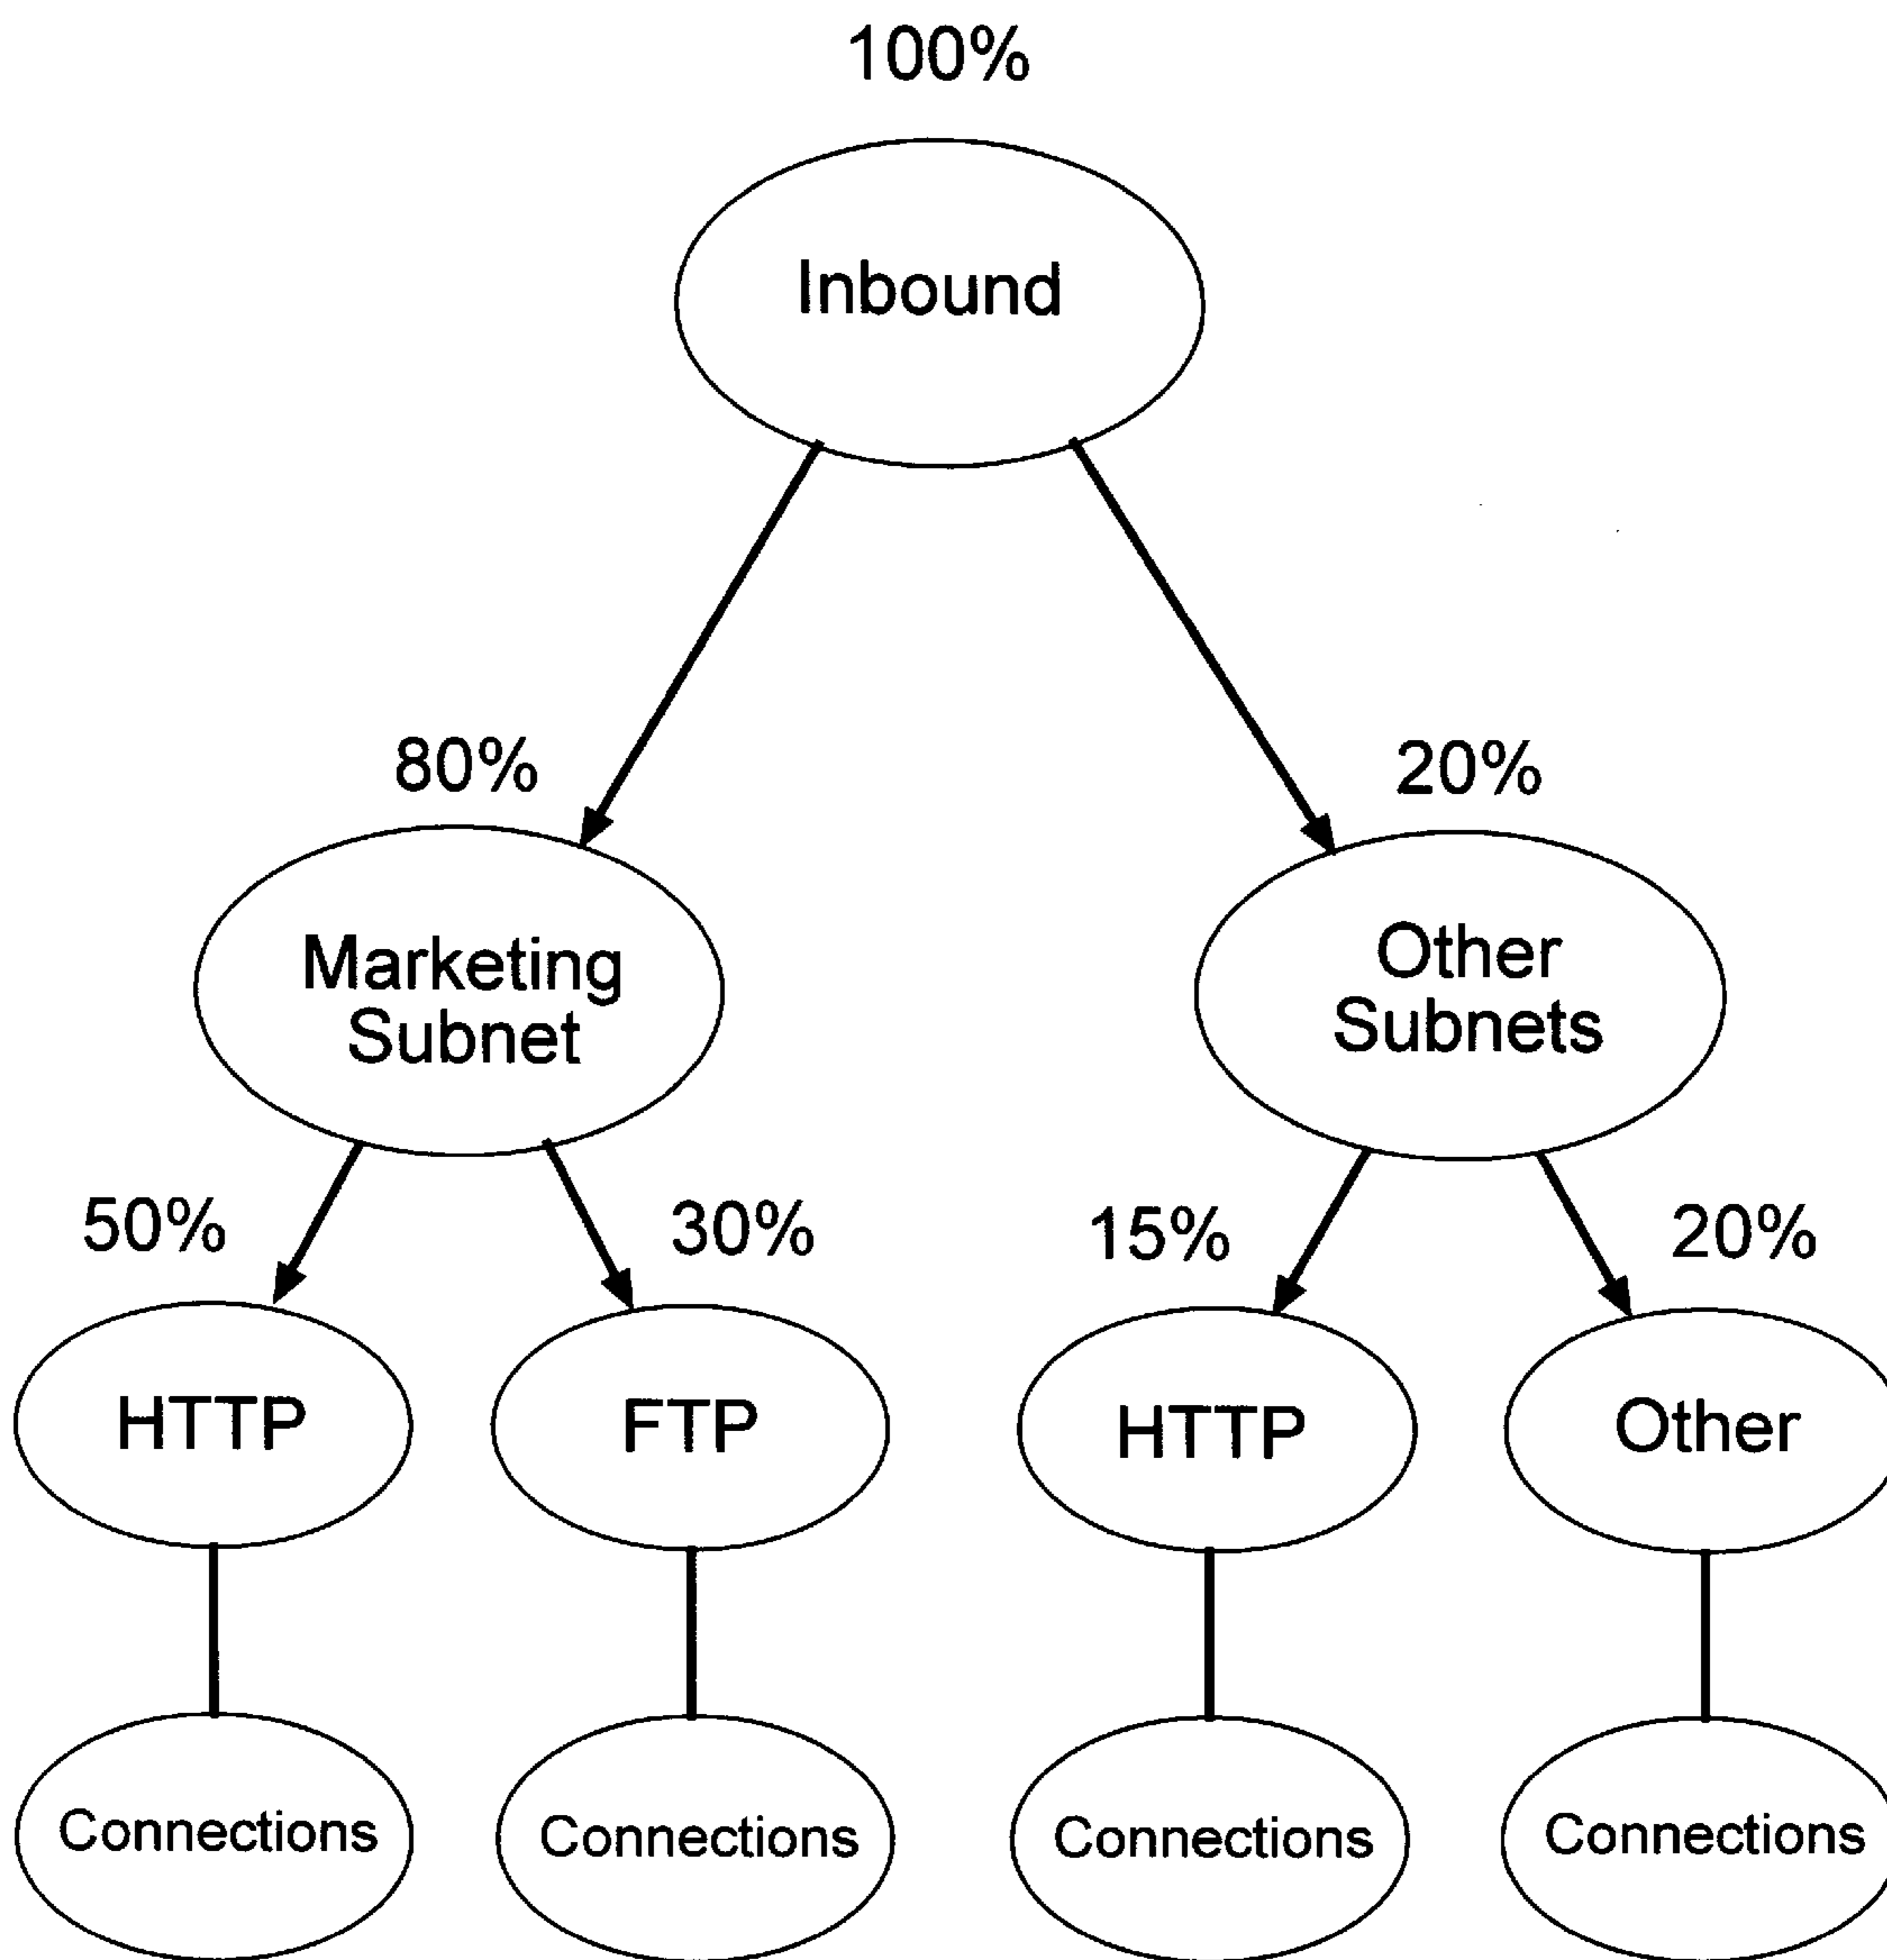 100%
Inbound
80%
20%
Marketing
Subnet
Other
Subnets
50%
30%
15%
20%
HTTP
FTP
HTTP
Other
Connections
Connections
Connections
Connections